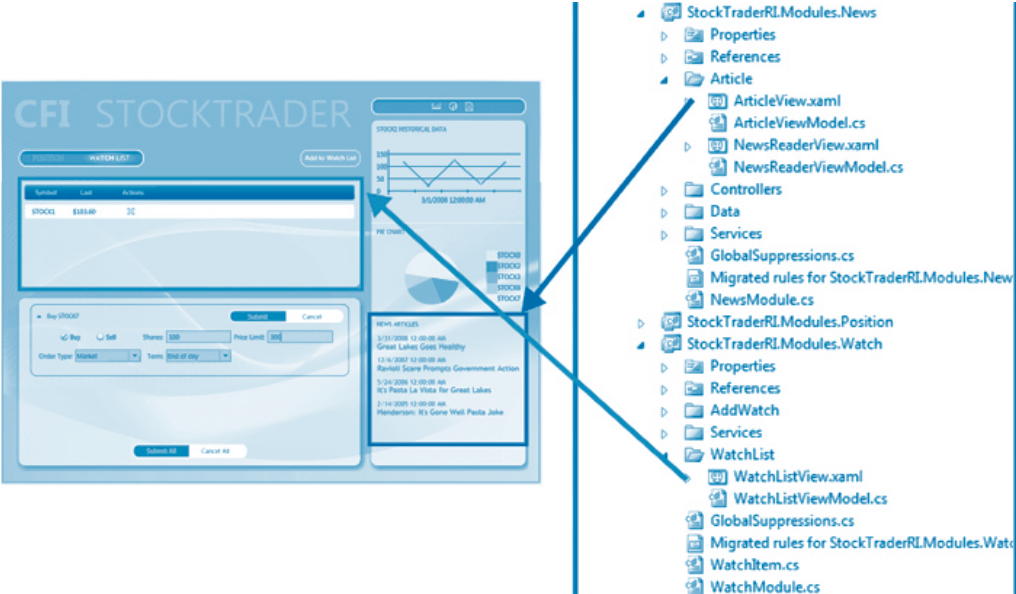 CFI STOCKTRADER
POSITION WATCH LIST
Add to Watch List
Symbol Last Actions
STOCK1 $103.60
Buy STOCK7
Submit Cancel
Buy Sell Shares: 100 Price Limit: 300
Order Type: Market Term: End of day
Submit All Cancel All
STOCK2 HISTORICAL DATA
150
100
50
0
3/1/2008 12:00:00 AM
PIE CHART
STOCK0
STOCK2
STOCK3
STOCK6
STOCK7
NEWS ARTICLES
3/31/2008 12:00:00 AM
Great Lakes Goes Healthy
12/6/2007 12:00:00 AM
Ravioli Scare Prompts Government Action
5/24/2006 12:00:00 AM
It's Pasta La Vista for Great Lakes
2/14/2005 12:00:00 AM
Henderson: It's Gone Well Pasta Joke
StockTraderRI.Modules.News
Properties
References
Article
ArticleView.xaml
ArticleViewModel.cs
NewsReaderView.xaml
NewsReaderViewModel.cs
Controllers
Data
Services
GlobalSuppressions.cs
Migrated rules for StockTraderRI.Modules.New
NewsModule.cs
StockTraderRI.Modules.Position
StockTraderRI.Modules.Watch
Properties
References
AddWatch
Services
WatchList
WatchListView.xaml
WatchListViewModel.cs
GlobalSuppressions.cs
Migrated rules for StockTraderRI.Modules.Watc
WatchItem.cs
WatchModule.cs